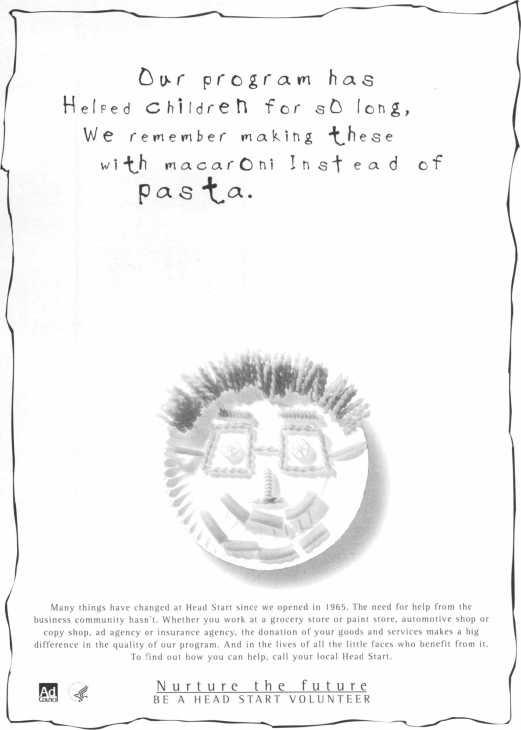 Our program has
Helped children for so long,
We remember making these
with macaroni Instead of
pasta.
Many things have changed at Head Start since we opened in 1965. The need for help from the
business community hasn't. Whether you work at a grocery store or paint store, automotive shop or
copy shop, ad agency or insurance agency, the donation of your goods and services makes a big
difference in the quality of our program. And in the lives of all the little faces who benefit from it.
To find out how you can help, call your local Head Start.
Ad
Council
Nurture the future
BE A HEAD START VOLUNTEER